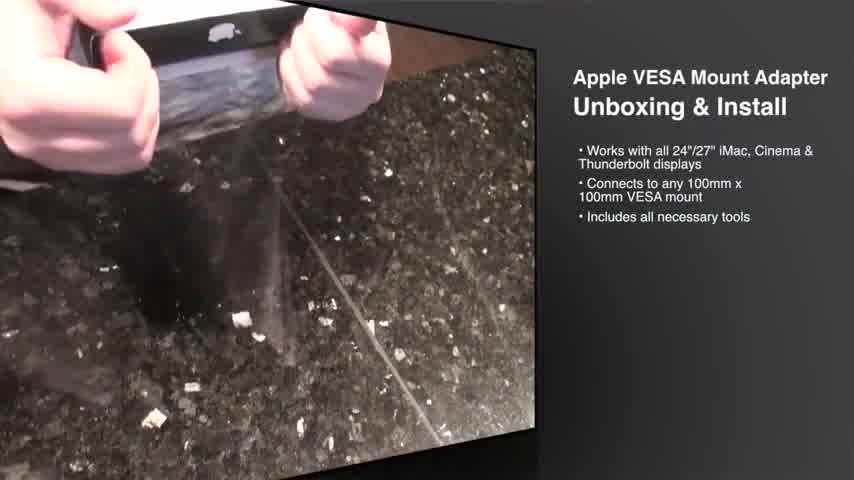 Apple VESA Mount Adapter
Unboxing & Install
• Works with all 24"/27" iMac, Cinema &
Thunderbolt displays
• Connects to any 100mm x
100mm VESA mount
• Includes all necessary tools